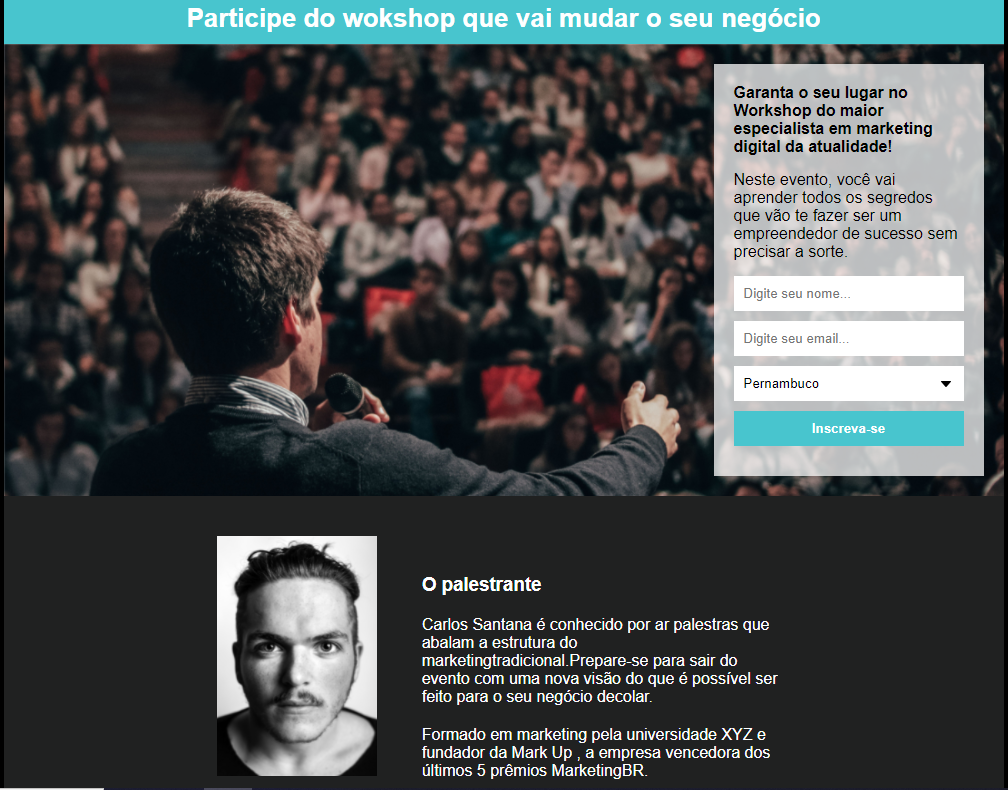 Participe do wokshop que vai mudar o seu negócio
Garanta o seu lugar no
Workshop do maior
especialista em marketing
digital da atualidade!
Neste evento, você vai
aprender todos os segredos
que vão te fazer ser um
empreendedor de sucesso sem
precisar a sorte.
Digite seu nome...
Digite seu email...
Pernambuco
Inscreva-se
O palestrante
Carlos Santana é conhecido por ar palestras que
abalam a estrutura do
marketingtradicional.Prepare-se para sair do
evento com uma nova visão do que é possível ser
feito para o seu negócio decolar.
Formado em marketing pela universidade XYZ e
fundador da Mark Up , a empresa vencedora dos
últimos 5 prêmios MarketingBR.